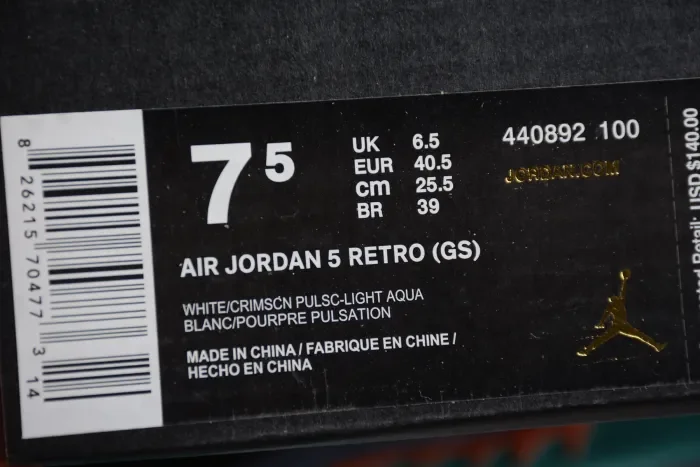 8 26215 70477 3 14
7 5
UK 6.5
EUR 40.5
cm 25.5
BR 39
440892 100
JORDAN.COM
AIR JORDAN 5 RETRO (GS)
WHITE/CRIMSCN PULSC-LIGHT AQUA
BLANC/POURPRE PULSATION
MADE IN CHINA / FABRIQUE EN CHINE /
HECHO EN CHINA
Retail: USD $140.00